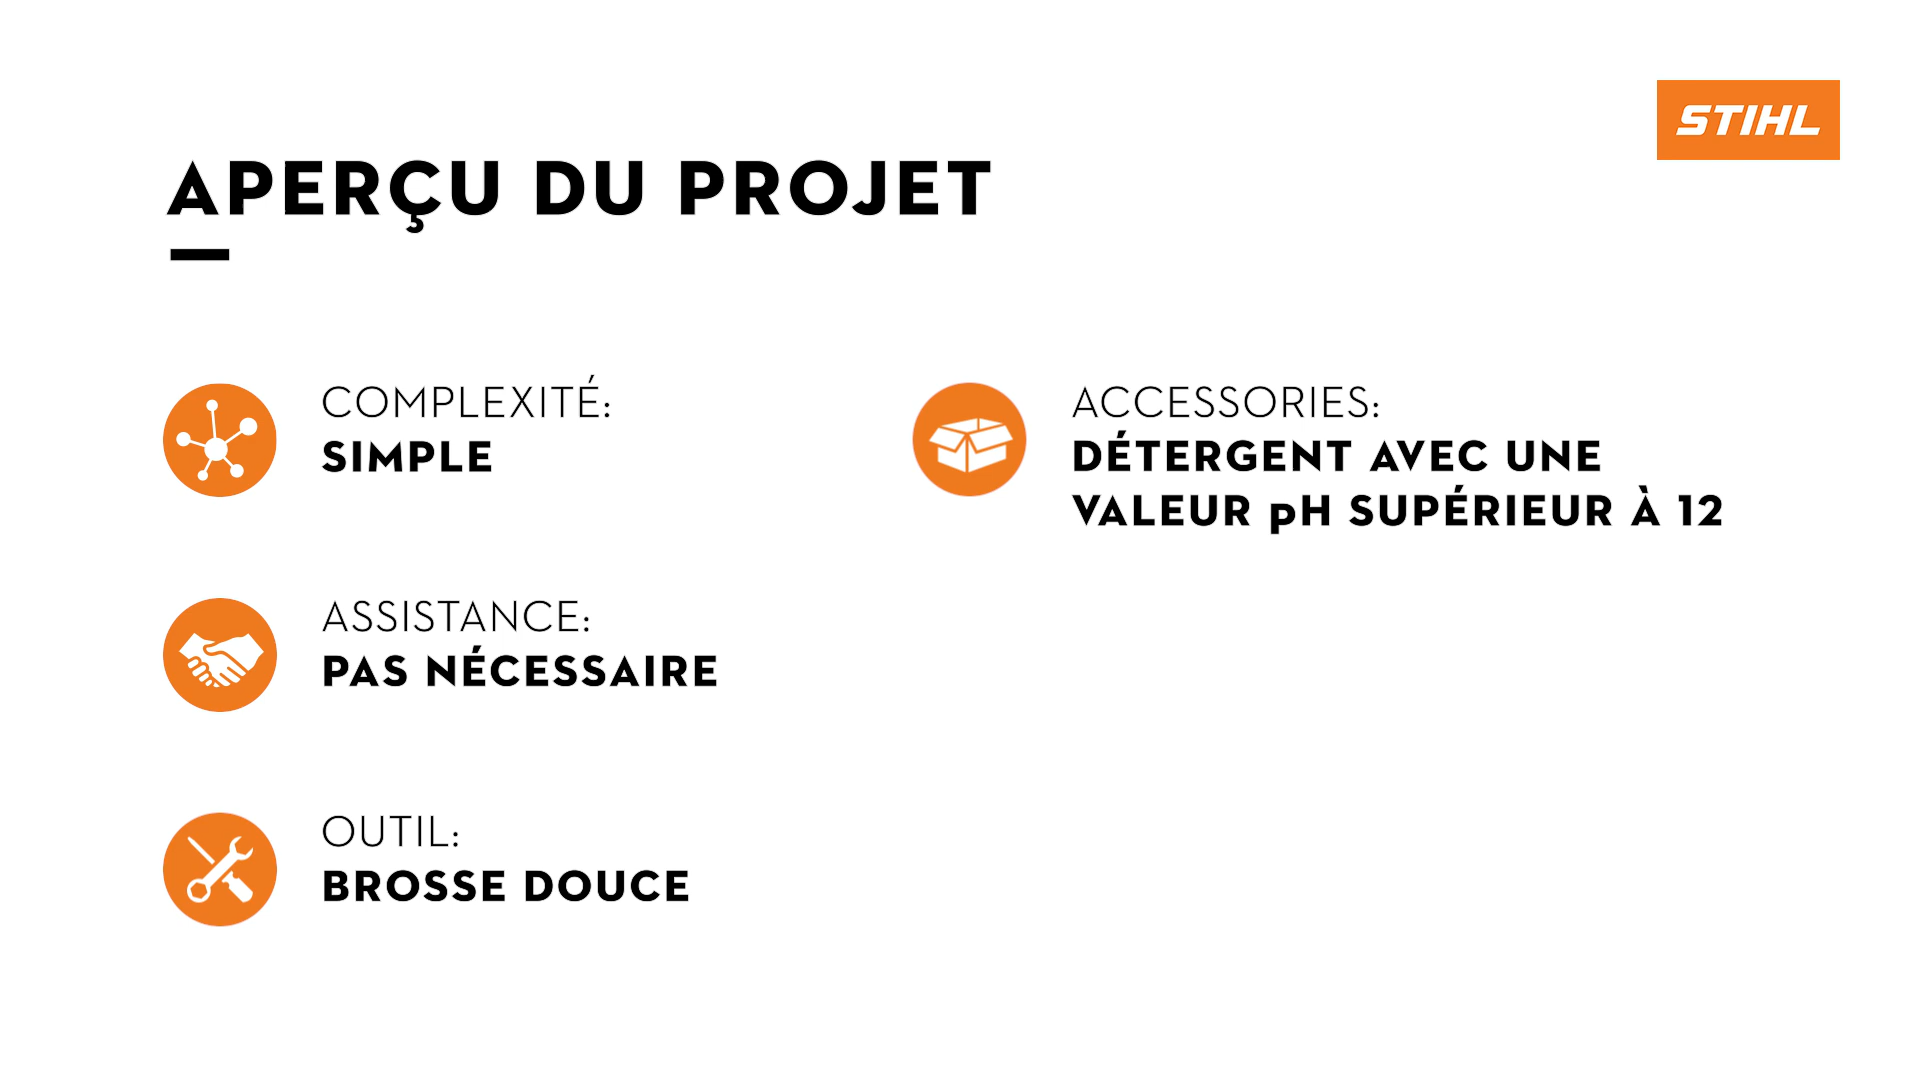 STIHL
APERÇU DU PROJET
COMPLEXITÉ:
SIMPLE
ASSISTANCE:
PAS NÉCESSAIRE
OUTIL:
BROSSE DOUCE
ACCESSORIES:
DÉTERGENT AVEC UNE
VALEUR pH SUPÉRIEUR À 12